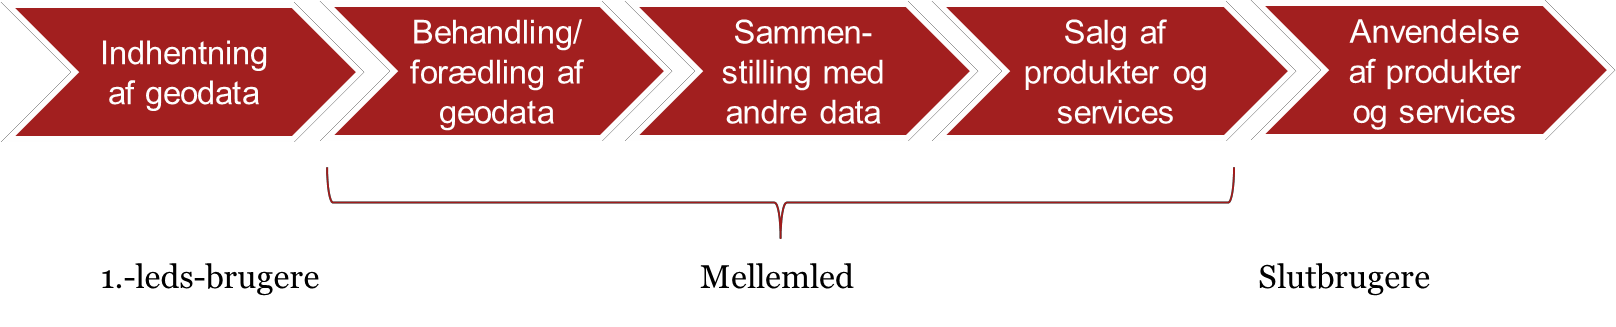 Indhentning
af geodata
Behandling/
forædling af
geodata
Sammen-
stilling med
andre data
Salg af
produkter og
services
Anvendelse
af produkter
og services
1.-leds-brugere
Mellemled
Slutbrugere